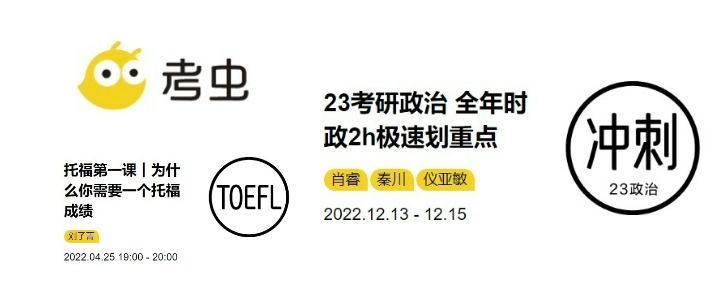 考虫
托福第一课｜为什
么你需要一个托福
成绩
刘了菁
2022.04.25 19:00 - 20:00
TOEFL
23考研政治 全年时
政2h极速划重点
肖睿 秦川 仪亚敏
2022.12.13 - 12.15
冲刺
23政治